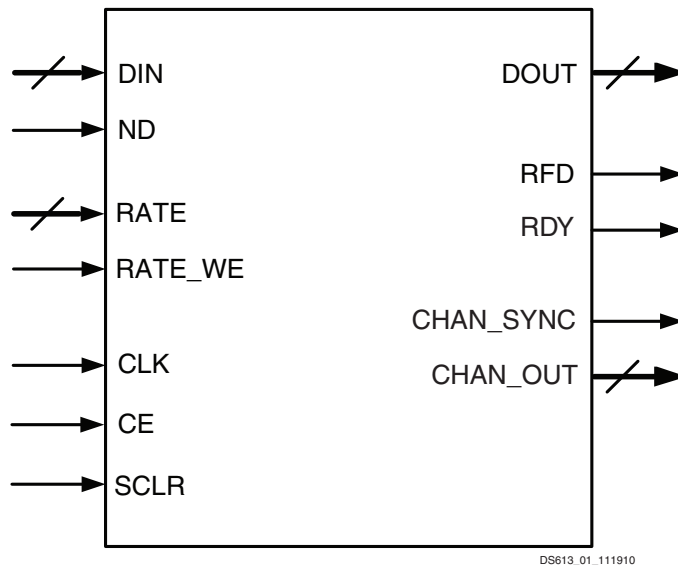 DIN
DOUT
ND
RFD
RATE
RDY
RATE_WE
CHAN_SYNC
CLK
CHAN_OUT
CE
SCLR
DS613_01_111910